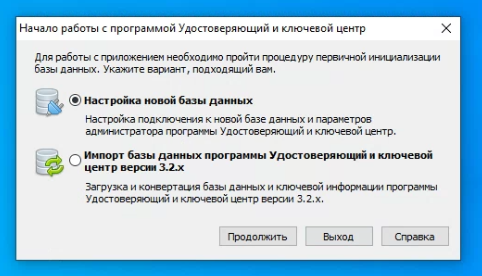 Начало работы с программой Удостоверяющий и ключевой центр
Для работы с приложением необходимо пройти процедуру первичной инициализации
базы данных. Укажите вариант, подходящий вам.
Настройка новой базы данных
Настройка подключения к новой базе данных и параметров
администратора программы Удостоверяющий и ключевой центр.
Импорт базы данных программы Удостоверяющий и ключевой
центр версии 3.2.x
Загрузка и конвертация базы данных и ключевой информации программы
Удостоверяющий и ключевой центр версии 3.2.x.
Продолжить Выход Справка